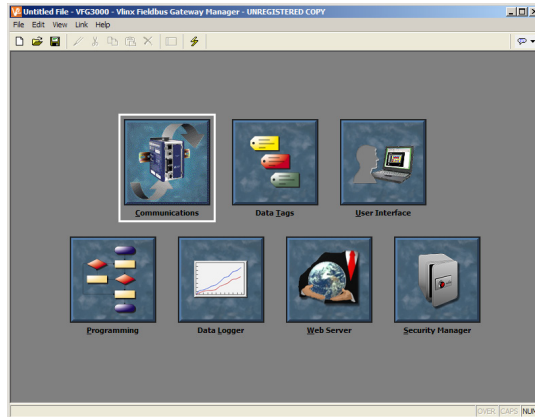 Untitled File - VFG3000 - Vlinx Fieldbus Gateway Manager - UNREGISTERED COPY
File Edit View Link Help
Communications
Data Tags
User Interface
Programming
Data Logger
Web Server
Security Manager
OVER CAPS NUM